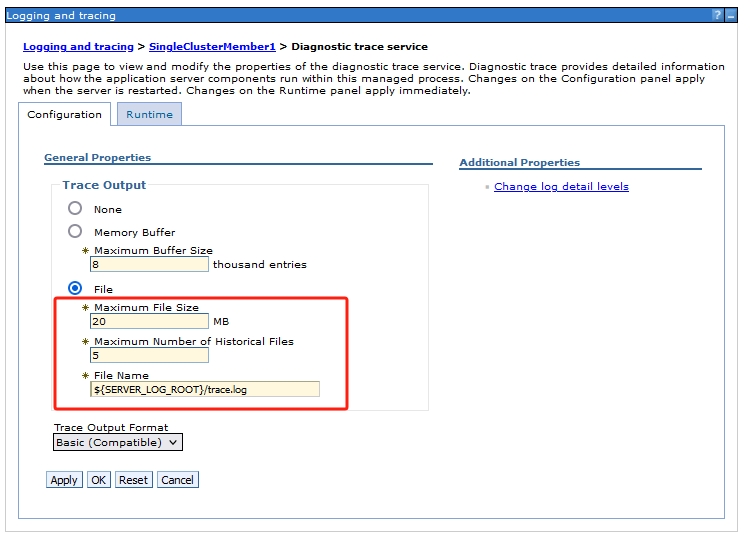 Logging and tracing
? –
Logging and tracing > SingleClusterMember1 > Diagnostic trace service
Use this page to view and modify the properties of the diagnostic trace service. Diagnostic trace provides detailed information
about how the application server components run within this managed process. Changes on the Configuration panel apply
when the server is restarted. Changes on the Runtime panel apply immediately.
Configuration
Runtime
General Properties
Trace Output
None
Memory Buffer
* Maximum Buffer Size
8
thousand entries
File
* Maximum File Size
20
MB
* Maximum Number of Historical Files
5
* File Name
${SERVER_LOG_ROOT}/trace.log
Trace Output Format
Basic (Compatible)
Apply
OK
Reset
Cancel
Additional Properties
Change log detail levels